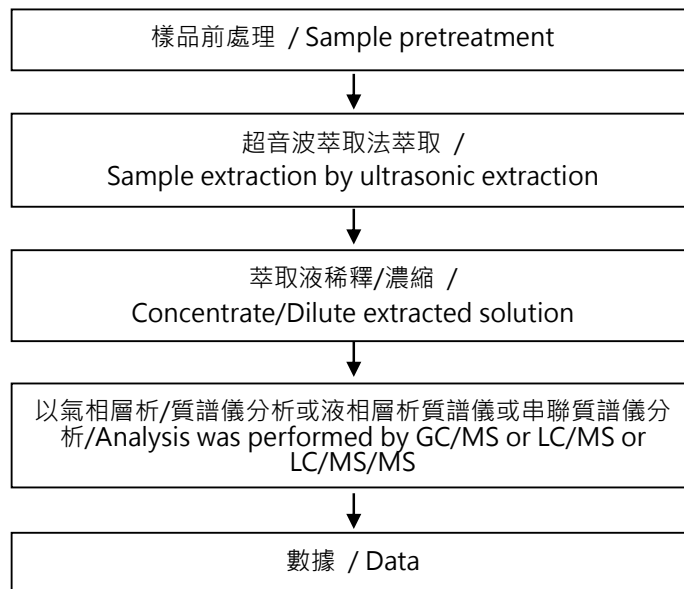 樣品前處理 / Sample pretreatment
超音波萃取法萃取 /
Sample extraction by ultrasonic extraction
萃取液稀釋/濃縮 /
Concentrate/Dilute extracted solution
以氣相層析/質譜儀分析或液相層析質譜儀或串聯質譜儀分
析/Analysis was performed by GC/MS or LC/MS or
LC/MS/MS
數據 / Data